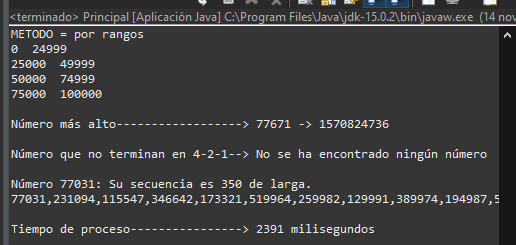 <terminado> Principal [Aplicación Java] C:\Program Files\Java\jdk-15.0.2\bin\javaw.exe (14 nov
METODO = por rangos
0  24999
25000  49999
50000  74999
75000  100000
Número más alto------------------> 77671 -> 1570824736
Número que no terminan en 4-2-1--> No se ha encontrado ningún número
Número 77031: Su secuencia es 350 de larga.
77031,231094,115547,346642,173321,519964,259982,129991,389974,194987,5
Tiempo de proceso----------------> 2391 milisegundos